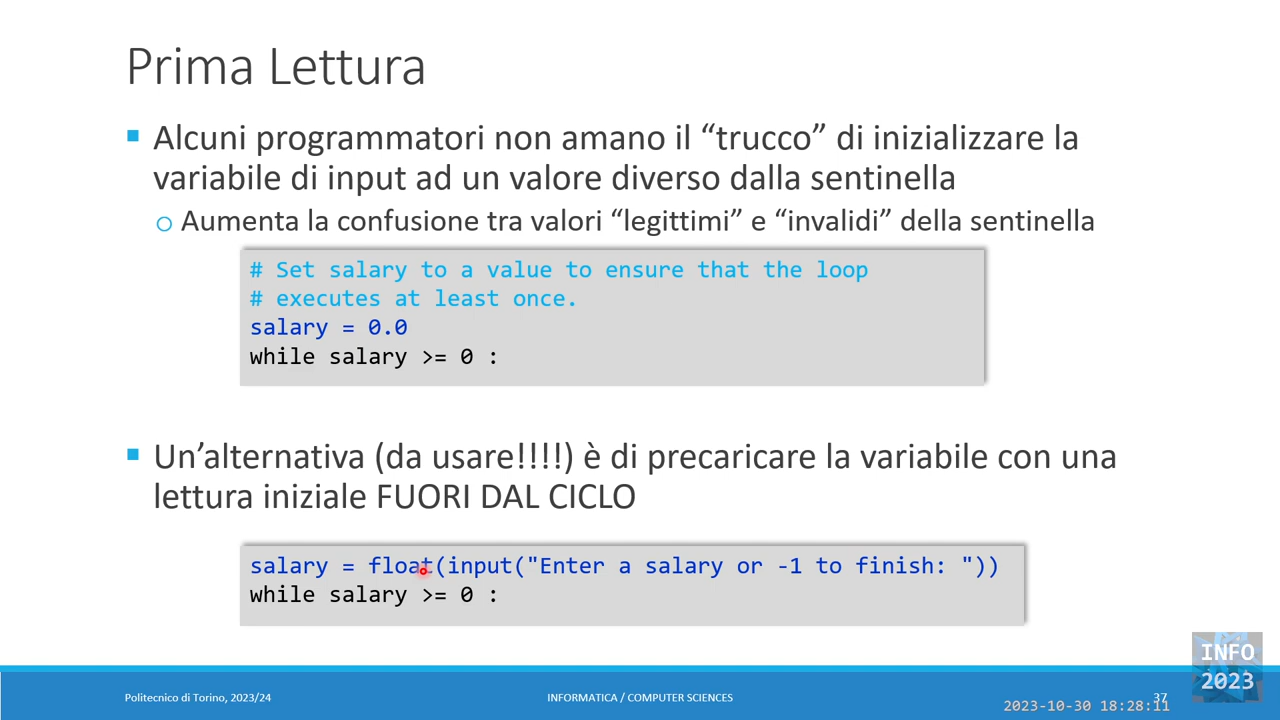 Prima Lettura
Alcuni programmatori non amano il “trucco” di inizializzare la
variabile di input ad un valore diverso dalla sentinella
Aumenta la confusione tra valori “legittimi” e “invalidi” della sentinella
# Set salary to a value to ensure that the loop
# executes at least once.
salary = 0.0
while salary >= 0 :
Un’alternativa (da usare!!!!) è di precaricare la variabile con una
lettura iniziale FUORI DAL CICLO
salary = float(input("Enter a salary or -1 to finish: "))
while salary >= 0 :
Politecnico di Torino, 2023/24
INFORMATICA / COMPUTER SCIENCES
37
INFO
2023
2023-10-30 18:28:11